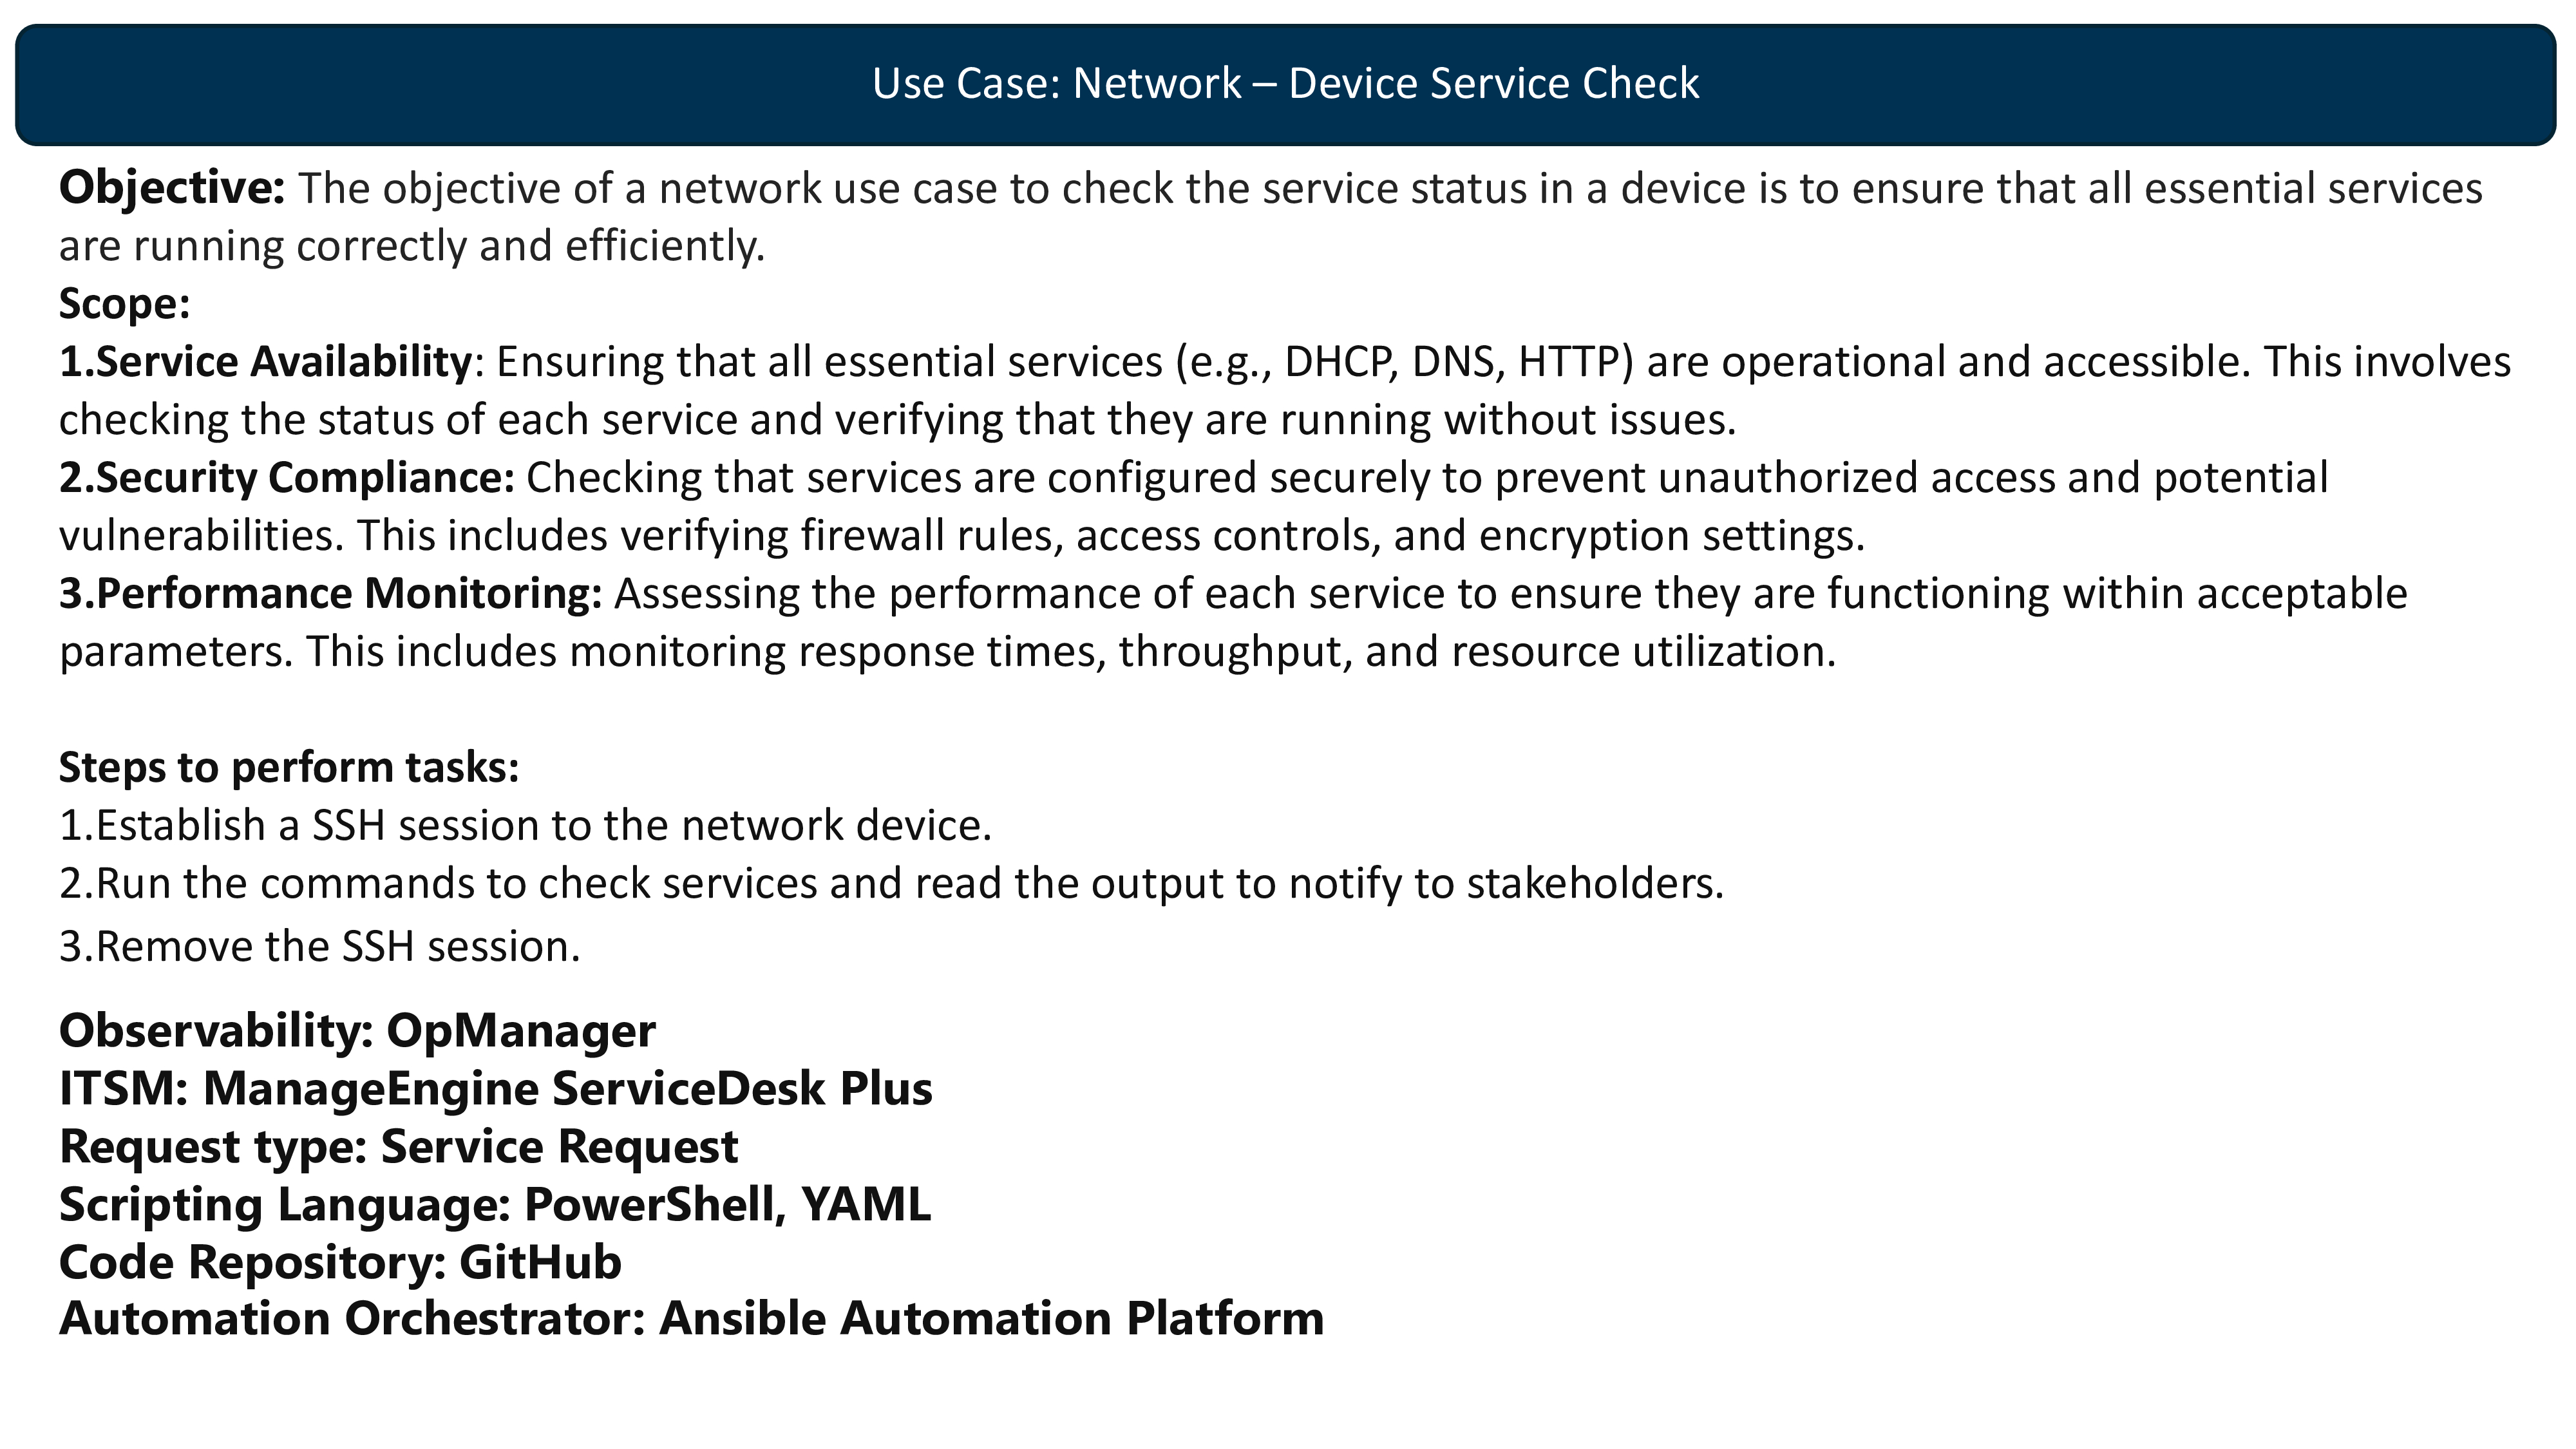 Use Case: Network – Device Service Check
Objective: The objective of a network use case to check the service status in a device is to ensure that all essential services
are running correctly and efficiently.
Scope:
1.Service Availability: Ensuring that all essential services (e.g., DHCP, DNS, HTTP) are operational and accessible. This involves
checking the status of each service and verifying that they are running without issues.
2.Security Compliance: Checking that services are configured securely to prevent unauthorized access and potential
vulnerabilities. This includes verifying firewall rules, access controls, and encryption settings.
3.Performance Monitoring: Assessing the performance of each service to ensure they are functioning within acceptable
parameters. This includes monitoring response times, throughput, and resource utilization.
Steps to perform tasks:
1.Establish a SSH session to the network device.
2.Run the commands to check services and read the output to notify to stakeholders.
3.Remove the SSH session.
Observability: OpManager
ITSM: ManageEngine ServiceDesk Plus
Request type: Service Request
Scripting Language: PowerShell, YAML
Code Repository: GitHub
Automation Orchestrator: Ansible Automation Platform